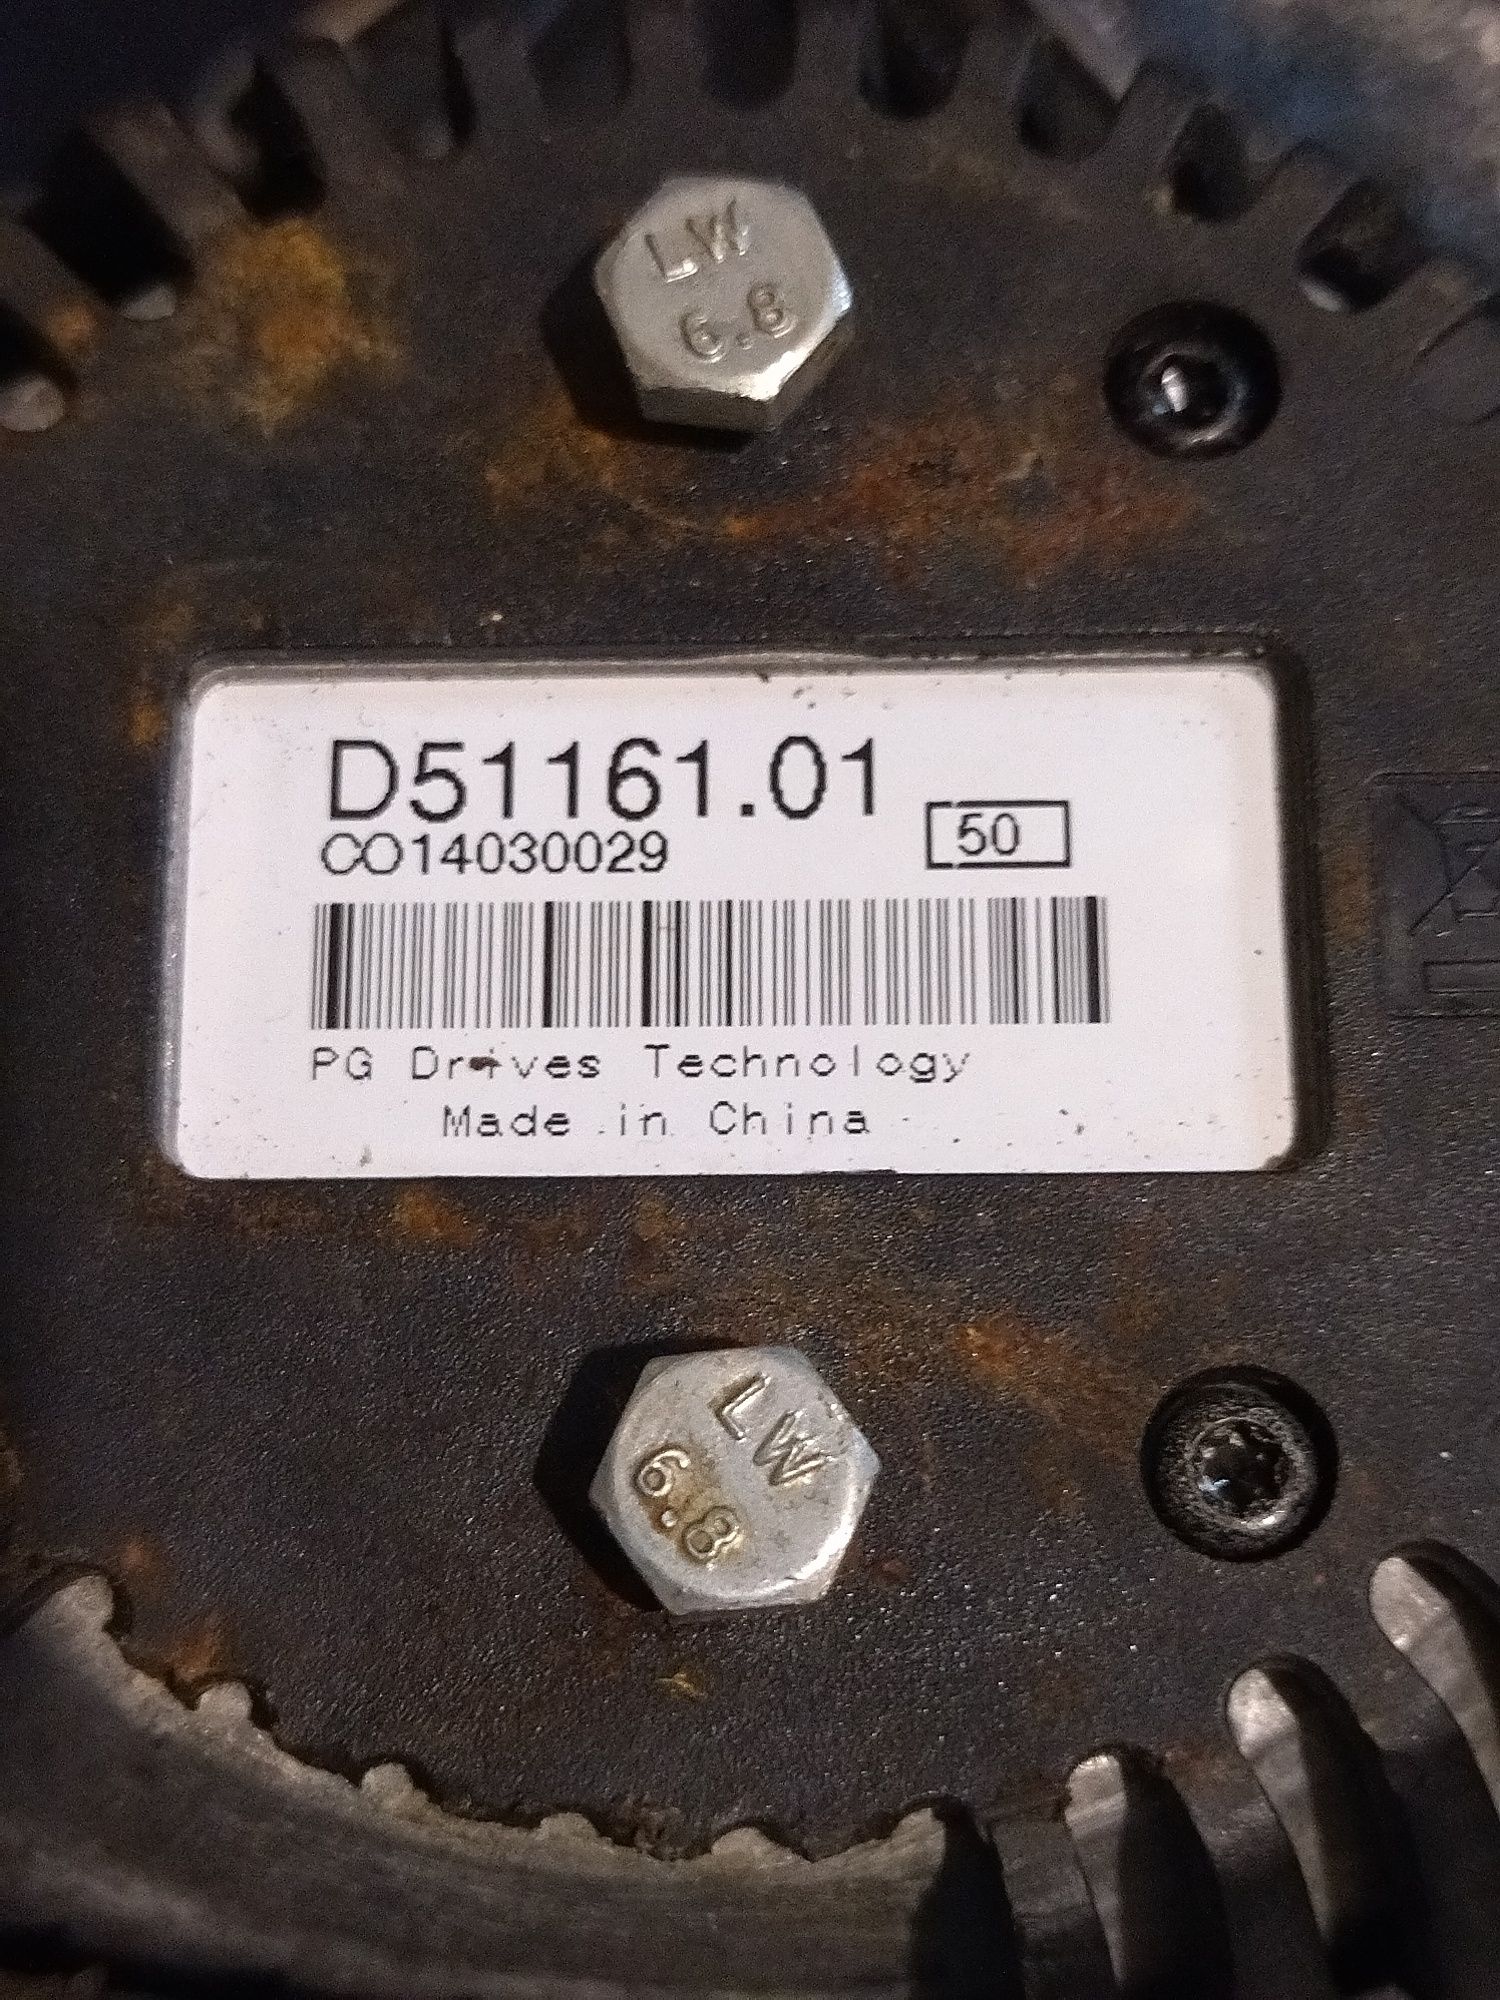 LW
6.8
D51161.01
CO14030029
50
PG Drives Technology
Made in China
LW
6.8